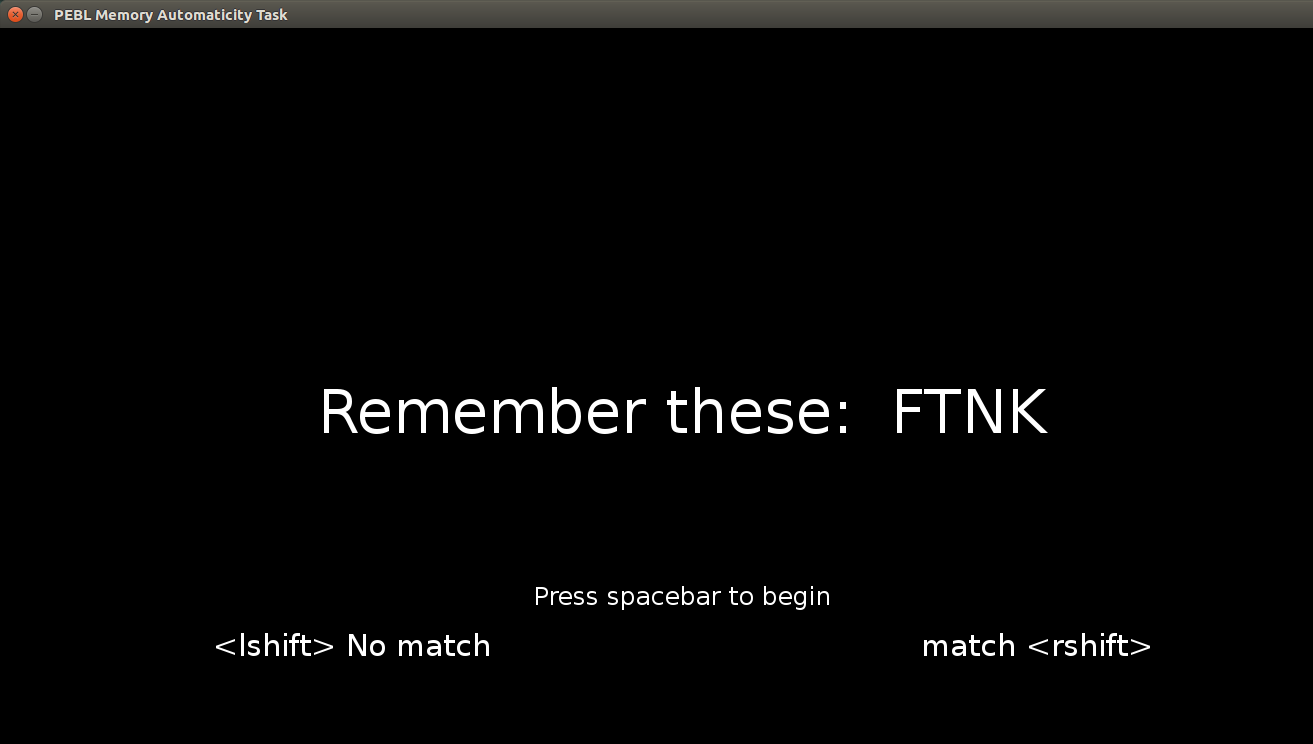 PEBL Memory Automaticity Task
Remember these:  FTNK
Press spacebar to begin
<lshift> No match
match <rshift>